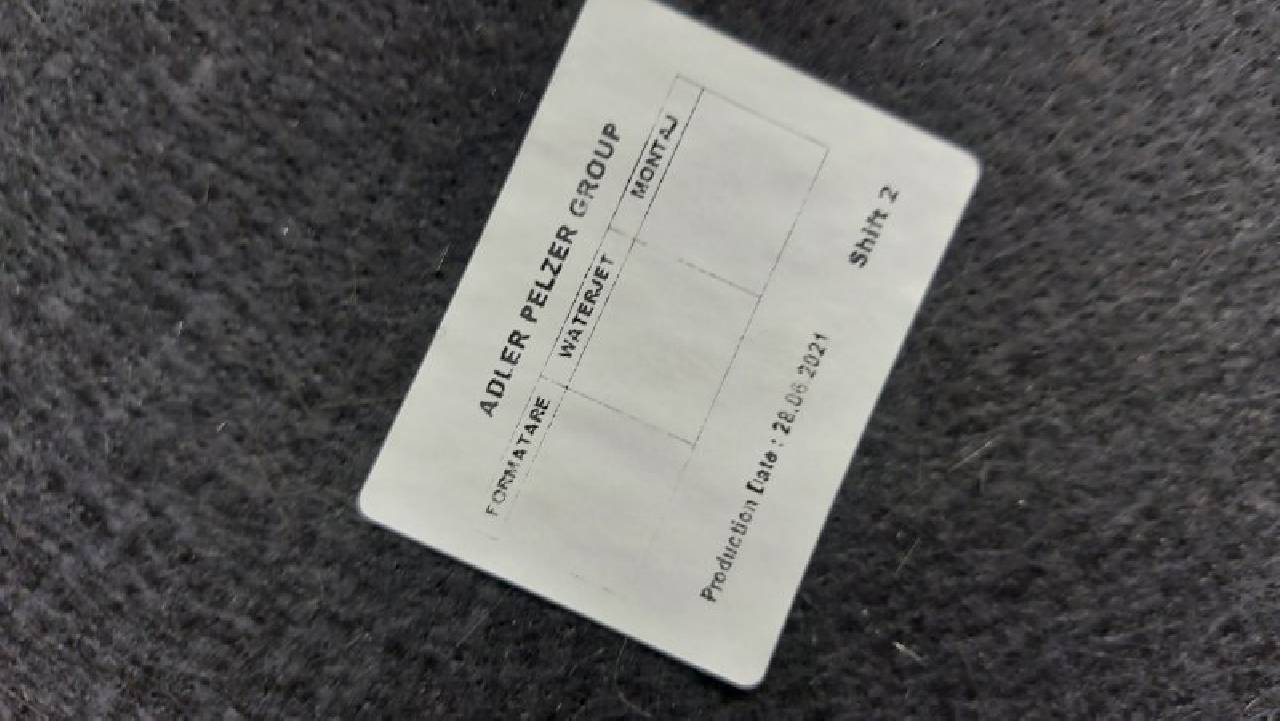 ADLER PELZER GROUP
FORMATARE WATERJET MONTAJ
Production Date : 28.06.2021 Shift 2